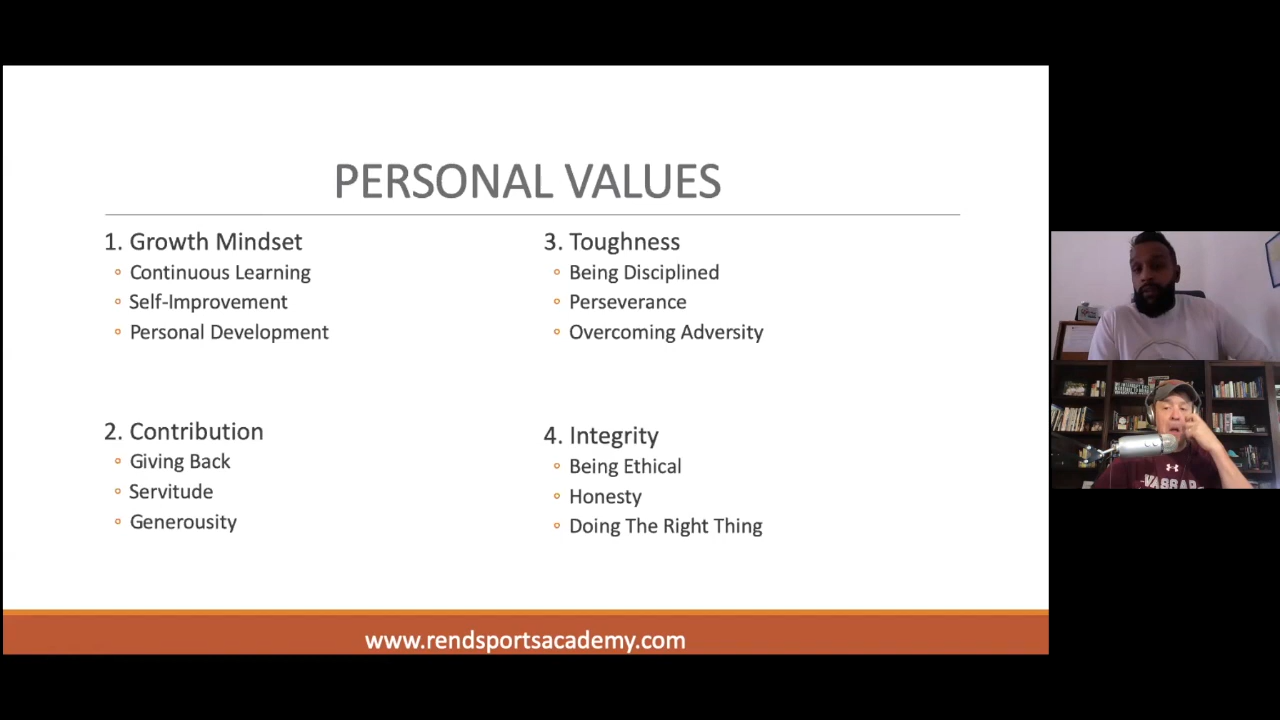 PERSONAL VALUES
1. Growth Mindset
Continuous Learning
Self-Improvement
Personal Development
2. Contribution
Giving Back
Servitude
Generousity
3. Toughness
Being Disciplined
Perseverance
Overcoming Adversity
4. Integrity
Being Ethical
Honesty
Doing The Right Thing
www.rendsportsacademy.com